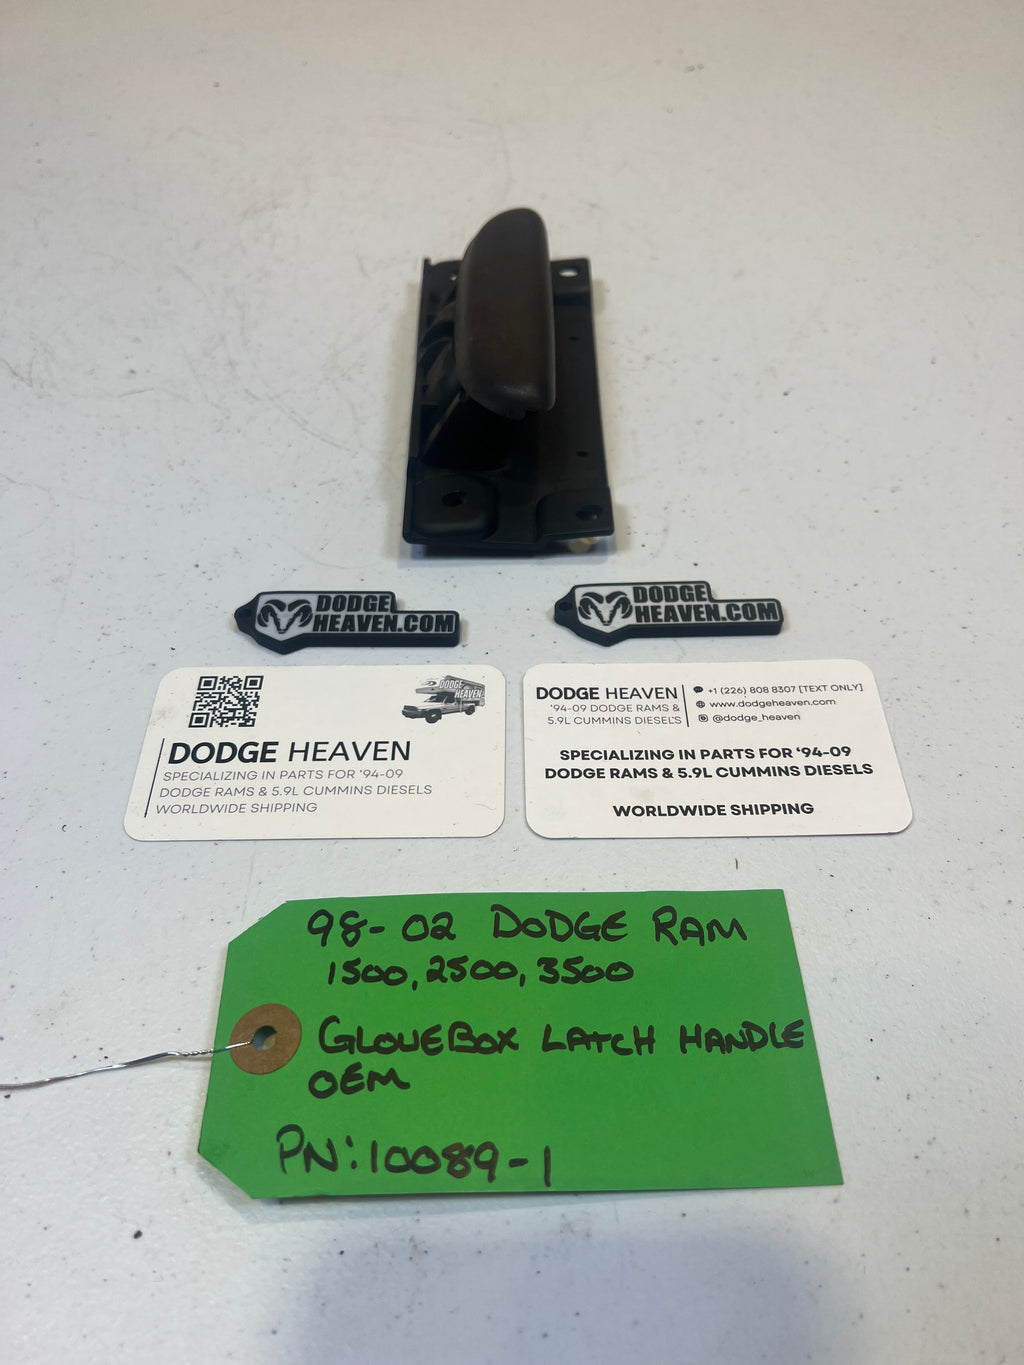 DODGE
HEAVEN.COM
DODGE
HEAVEN.COM
DODGE
HEAVEN
DODGE HEAVEN
SPECIALIZING IN PARTS FOR '94-09
DODGE RAMS & 5.9L CUMMINS DIESELS
WORLDWIDE SHIPPING
DODGE HEAVEN
'94-09 DODGE RAMS &
5.9L CUMMINS DIESELS
+1 (226) 808 8307 [TEXT ONLY]
www.dodgeheaven.com
@dodge_heaven
SPECIALIZING IN PARTS FOR '94-09
DODGE RAMS & 5.9L CUMMINS DIESELS
WORLDWIDE SHIPPING
98-02 DODGE RAM
1500, 2500, 3500
GLOVEBOX LATCH HANDLE
OEM
PN: 10089-1